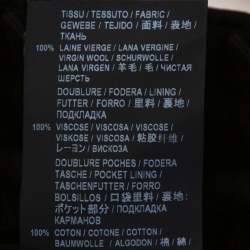 TISSU / TESSUTO / FABRIC /
GEWEBE / TEJIDO / 面料 / 裏地 /
ТКАНЬ
100% LAINE VIERGE / LANA VERGINE /
VIRGIN WOOL / SCHURWOLLE /
LANA VIRGEN / 羊毛 / 毛 / ЧИСТАЯ
ШЕРСТЬ
DOUBLURE / FODERA / LINING /
FUTTER / FORRO / 里料 / 裏地 /
ПОДКЛАДКА
100% VISCOSE / VISCOSA / VISCOSE /
VISKOSE / VISCOSA / 粘胶纤维 /
レーヨン / ВИСКОЗА
DOUBLURE POCHES / FODERA
TASCHE / POCKET LINING /
TASCHENFUTTER / FORRO
BOLSILLOS / 口袋里料 / 裏地:
ポケット部分 / ПОДКЛАДКА
КАРМАНОВ
100% COTON / COTONE / COTTON /
BAUMWOLLE / ALGODON / 棉 / 綿 /